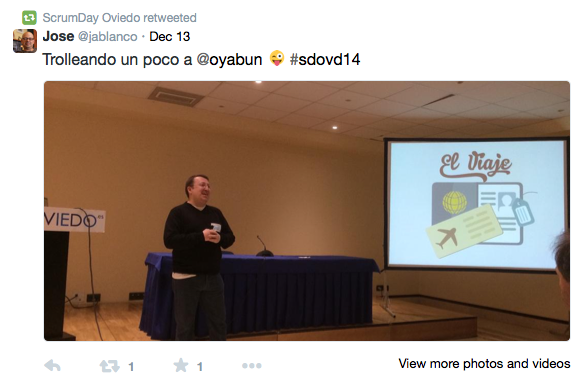 ScrumDay Oviedo retweeted
Jose @jablanco · Dec 13
Trolleando un poco a @oyabun 😜 #sdovd14
El Viaje
VIEDO
1
1
View more photos and videos